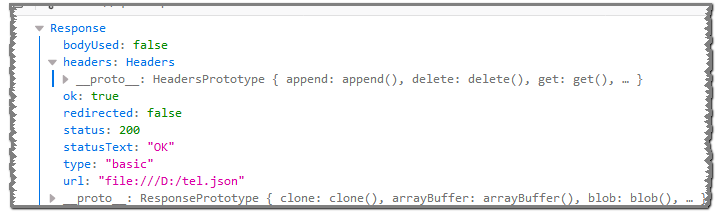 Response
bodyUsed: false
headers: Headers
__proto__: HeadersPrototype { append: append(), delete: delete(), get: get(), … }
ok: true
redirected: false
status: 200
statusText: "OK"
type: "basic"
url: "file:///D:/tel.json"
__proto__: ResponsePrototype { clone: clone(), arrayBuffer: arrayBuffer(), blob: blob(), … }